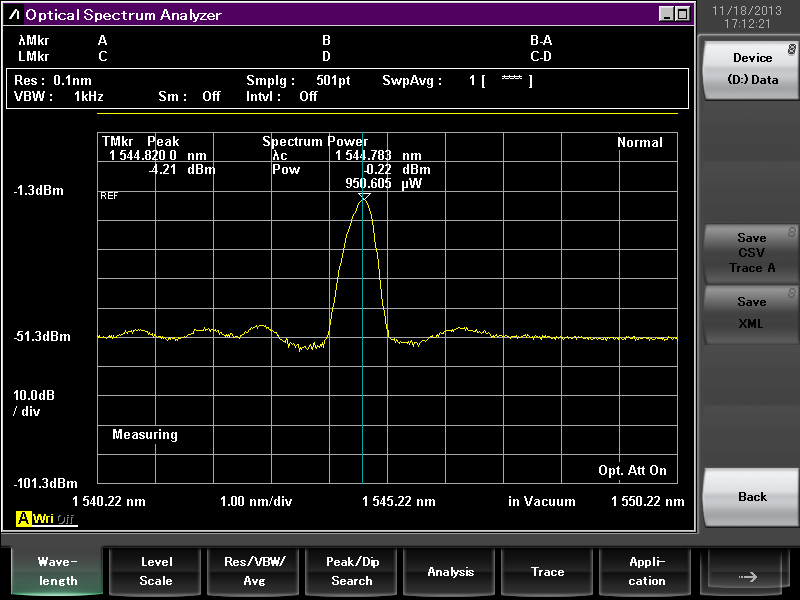 Optical Spectrum Analyzer
11/18/2013
17:12:21
λMkr A B B-A
LMkr C D C-D
Res : 0.1nm Smplg : 501pt SwpAvg : 1 [ **** ]
VBW : 1kHz Sm : Off Intvl : Off
Device 8
(D:) Data
TMkr Peak Spectrum Power Normal
1 544.820 0 nm λc 1 544.783 nm
-4.21 dBm Pow -0.22 dBm
950.605 µW
-1.3dBm
REF
Save 8
CSV
Trace A
Save 8
XML
-51.3dBm
10.0dB
/ div
Measuring
Opt. Att On
-101.3dBm
1 540.22 nm 1.00 nm/div 1 545.22 nm in Vacuum 1 550.22 nm
Back
A Wri Off
Wave-
length
Level
Scale
Res/VBW/
Avg
Peak/Dip
Search
Analysis
Trace
Appli-
cation